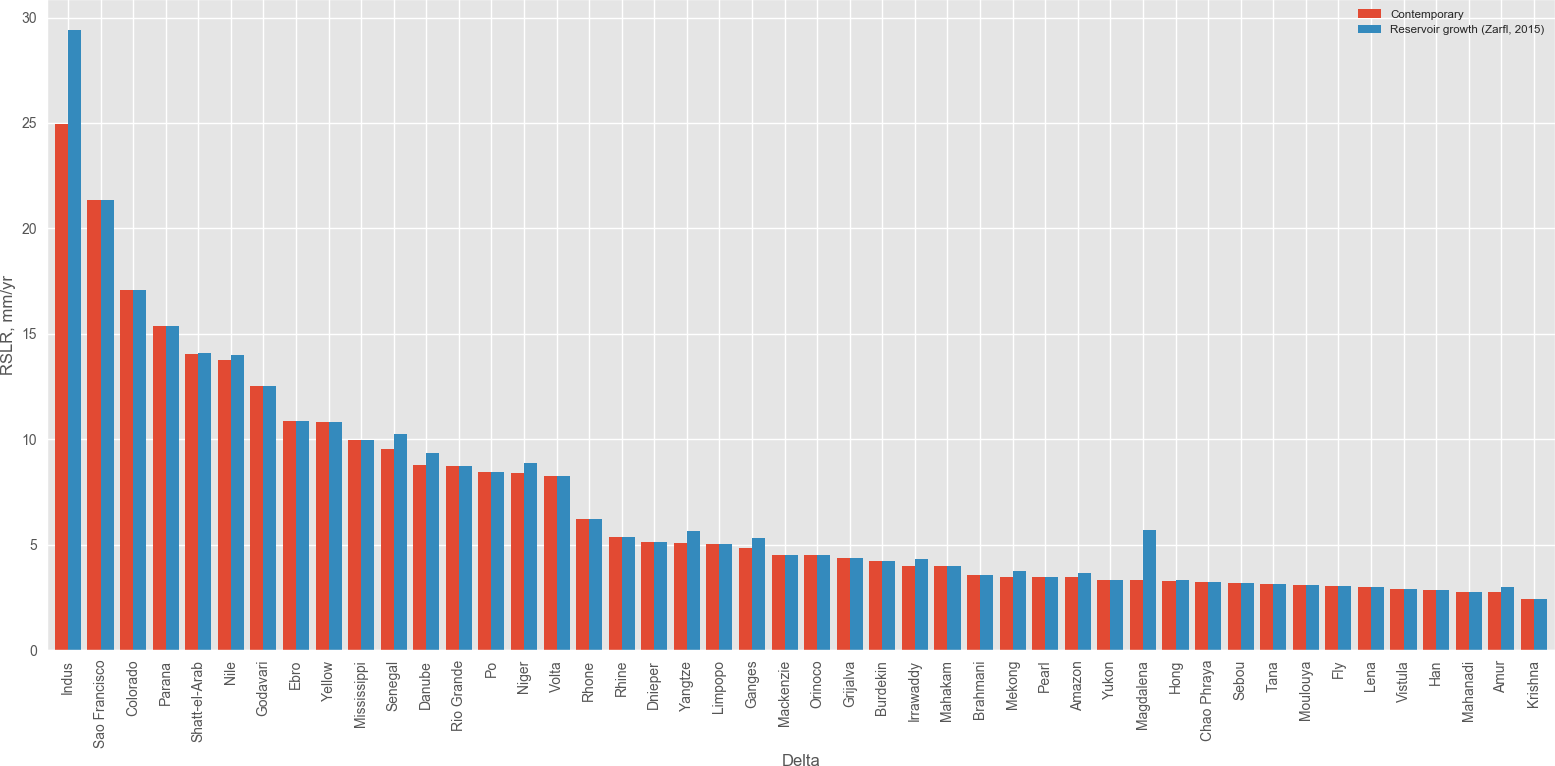 Contemporary
Reservoir growth (Zarfl, 2015)
RSLR, mm/yr
30
25
20
15
10
5
0
Indus
Sao Francisco
Colorado
Parana
Shatt-el-Arab
Nile
Godavari
Ebro
Yellow
Mississippi
Senegal
Danube
Rio Grande
Po
Niger
Volta
Rhone
Rhine
Dnieper
Yangtze
Limpopo
Ganges
Mackenzie
Orinoco
Grijalva
Burdekin
Irrawaddy
Mahakam
Brahmani
Mekong
Pearl
Amazon
Yukon
Magdalena
Hong
Chao Phraya
Sebou
Tana
Moulouya
Fly
Lena
Vistula
Han
Mahanadi
Amur
Krishna
Delta